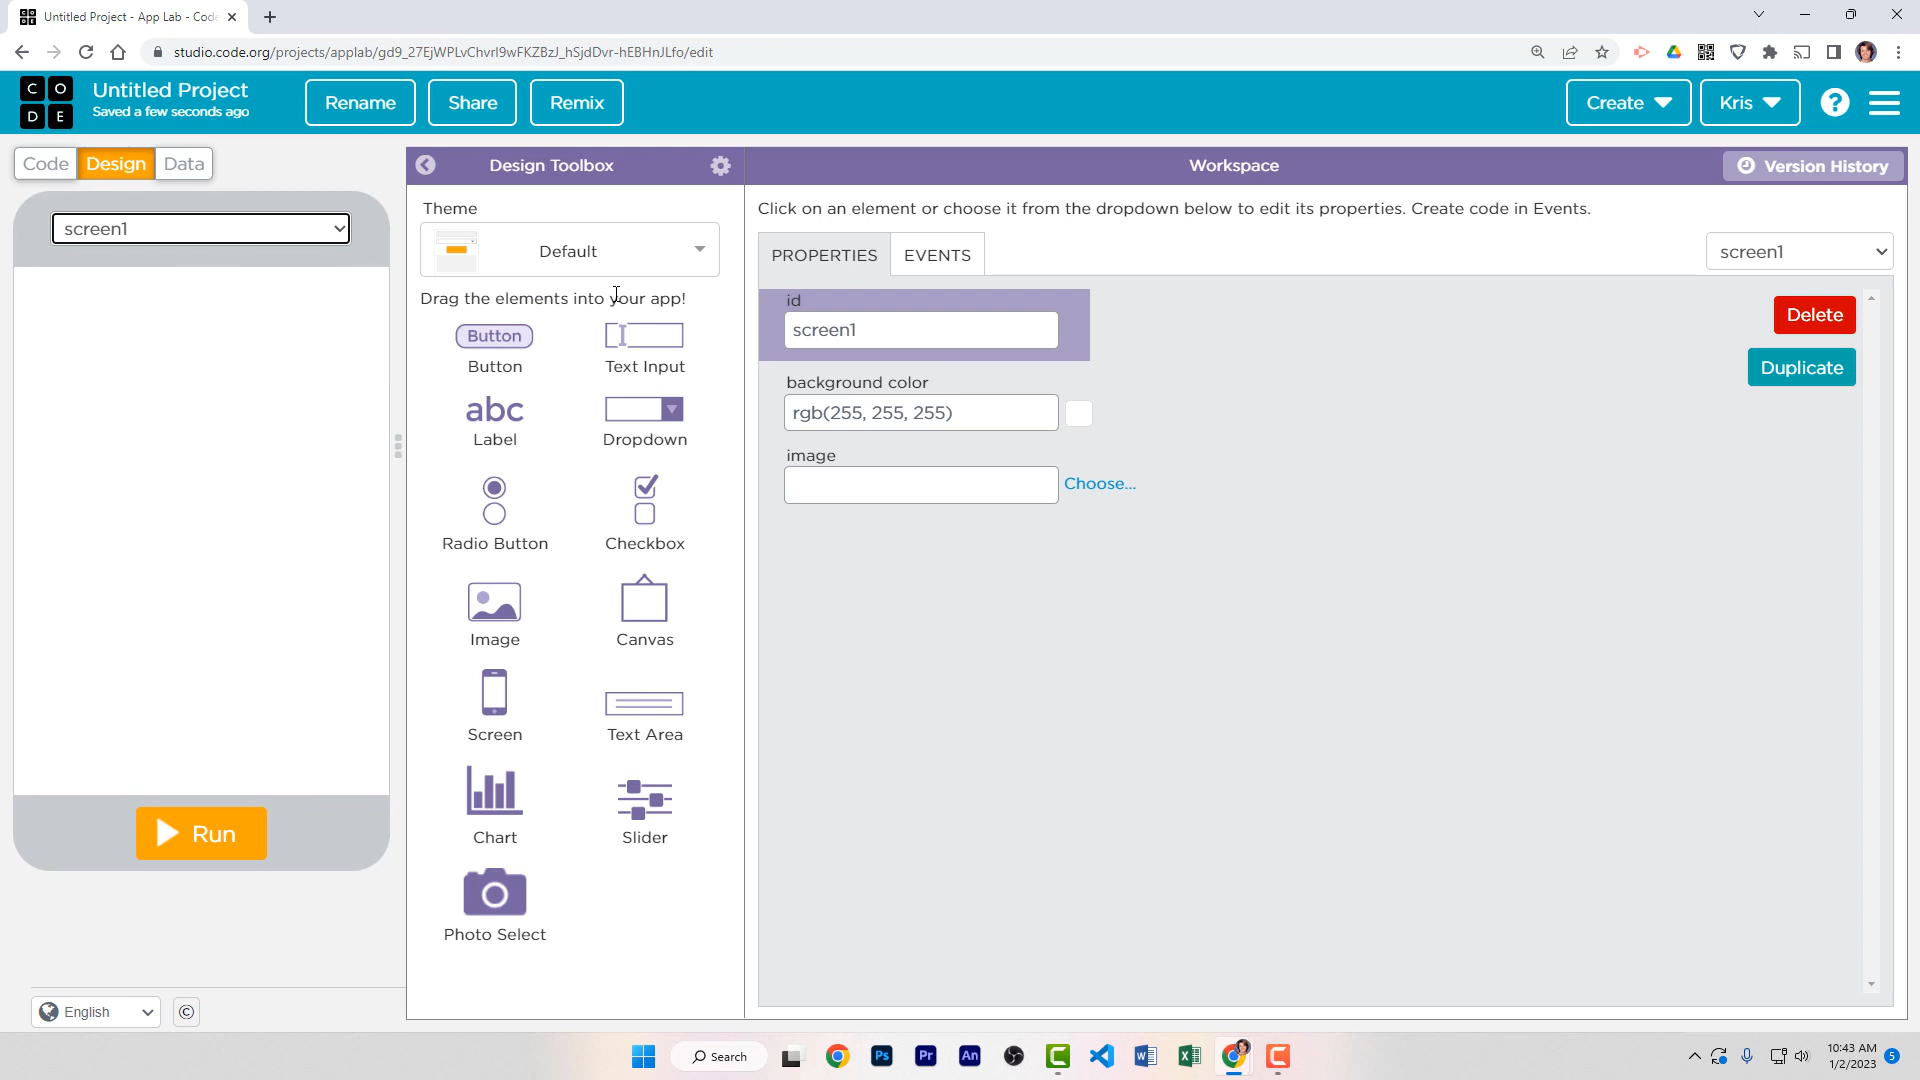 Untitled Project - App Lab - Code
studio.code.org/projects/applab/gd9_27EjWPLvChvrI9wFKZBzJ_hSjdDvr-hEBHnJLfo/edit
C O
D E
Untitled Project
Saved a few seconds ago
Rename
Share
Remix
Create
Kris
?
Code
Design
Data
Design Toolbox
Workspace
Version History
screen1
Theme
Default
Drag the elements into your app!
Button
Button
Text Input
abc
Label
Dropdown
Radio Button
Checkbox
Image
Canvas
Screen
Text Area
Chart
Slider
Photo Select
Click on an element or choose it from the dropdown below to edit its properties. Create code in Events.
PROPERTIES
EVENTS
screen1
id
screen1
Delete
Duplicate
background color
rgb(255, 255, 255)
image
Choose...
Run
English
©
Search
Ps
Pr
An
10:43 AM
1/2/2023
5